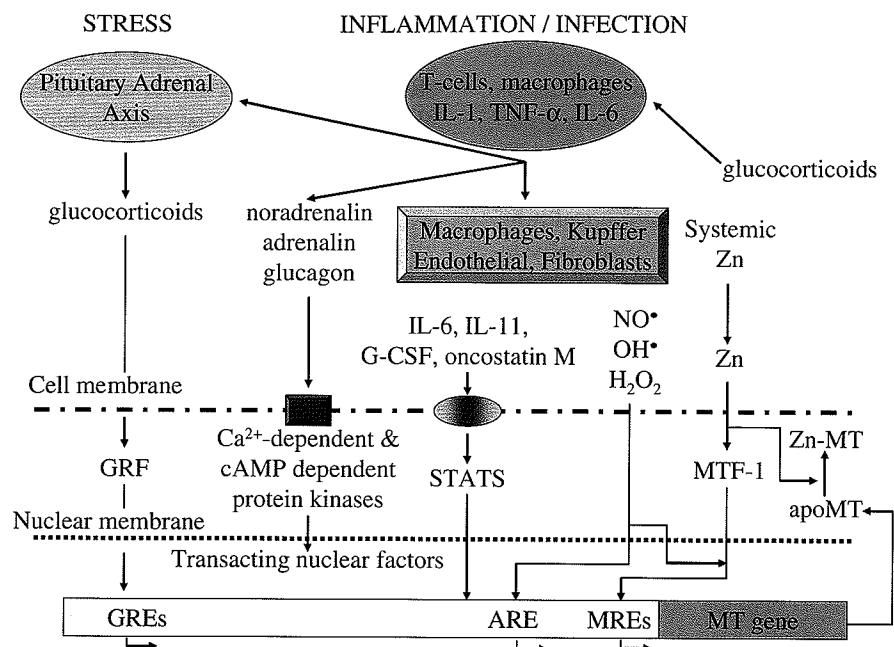 STRESS
INFLAMMATION / INFECTION
Pituitary Adrenal
Axis
T-cells, macrophages
IL-1, TNF-α, IL-6
glucocorticoids
glucocorticoids
noradrenalin
adrenalin
glucagon
Macrophages, Kupffer
Endothelial, Fibroblasts
Systemic
Zn
IL-6, IL-11,
G-CSF, oncostatin M
NO•
OH•
H₂O₂
Zn
Cell membrane
GRF
Ca²⁺-dependent &
cAMP dependent
protein kinases
STATS
MTF-1
Zn-MT
apoMT
Nuclear membrane
Transacting nuclear factors
GREs
ARE
MREs
MT gene